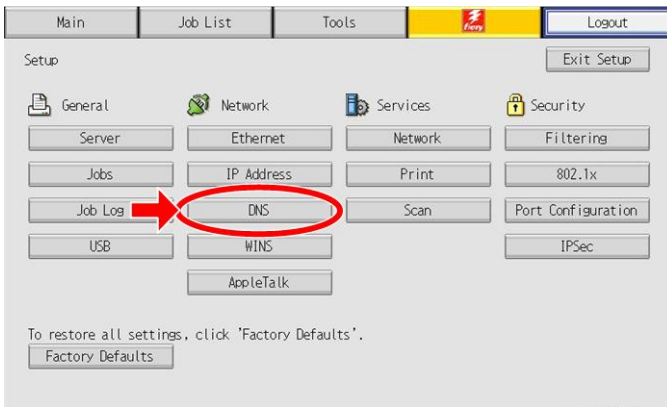 Main Job List Tools fiery Logout
Setup Exit Setup
General Network Services Security
Server Ethernet Network Filtering
Jobs IP Address Print 802.1x
Job Log DNS Scan Port Configuration
USB WINS IPSec
AppleTalk
To restore all settings, click 'Factory Defaults'.
Factory Defaults